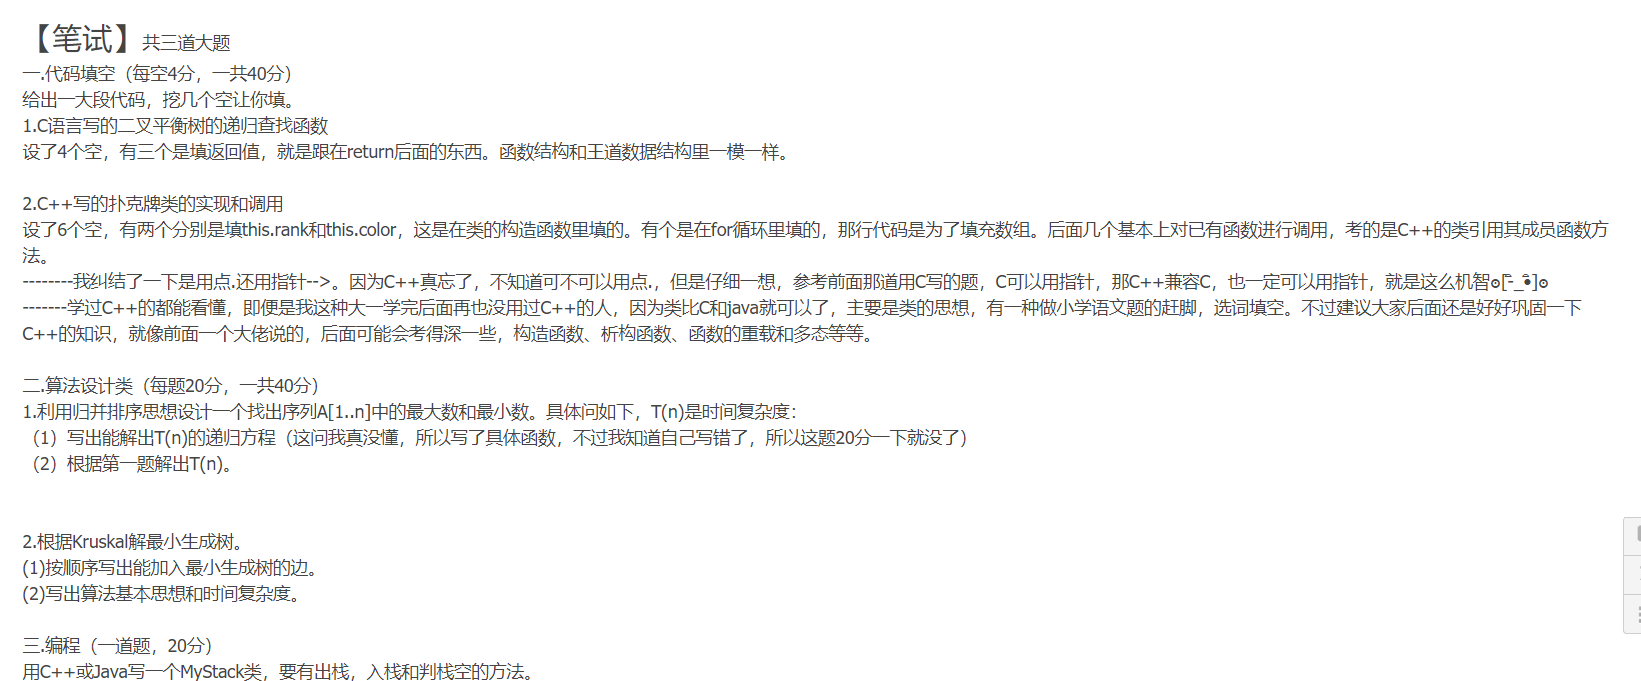 【笔试】共三道大题
一.代码填空（每空4分，一共40分）
给出一大段代码，挖几个空让你填。
1.C语言写的二叉平衡树的递归查找函数
设了4个空，有三个是填返回值，就是跟在return后面的东西。函数结构和王道数据结构里一模一样。
2.C++写的扑克牌类的实现和调用
设了6个空，有两个分别是填this.rank和this.color，这是在类的构造函数里填的。有个是在for循环里填的，那行代码是为了填充数组。后面几个基本上对已有函数进行调用，考的是C++的类引用其成员函数方
法。
--------我纠结了一下是用点.还用指针-->。因为C++真忘了，不知道可不可以用点.，但是仔细一想，参考前面那道用C写的题，C可以用指针，那C++兼容C，也一定可以用指针，就是这么机智
-------学过C++的都能看懂，即便是我这种大一学完后面再也没用过C++的人，因为类比C和java就可以了，主要是类的思想，有一种做小学语文题的赶脚，选词填空。不过建议大家后面还是好好巩固一下
C++的知识，就像前面一个大佬说的，后面可能会考得深一些，构造函数、析构函数、函数的重载和多态等等。
二.算法设计类（每题20分，一共40分）
1.利用归并排序思想设计一个找出序列A[1..n]中的最大数和最小数。具体问如下，T(n)是时间复杂度：
（1）写出能解出T(n)的递归方程（这问我真没懂，所以写了具体函数，不过我知道自己写错了，所以这题20分一下就没了）
（2）根据第一题解出T(n)。
2.根据Kruskal解最小生成树。
(1)按顺序写出能加入最小生成树的边。
(2)写出算法基本思想和时间复杂度。
三.编程（一道题，20分）
用C++或Java写一个MyStack类，要有出栈，入栈和判栈空的方法。